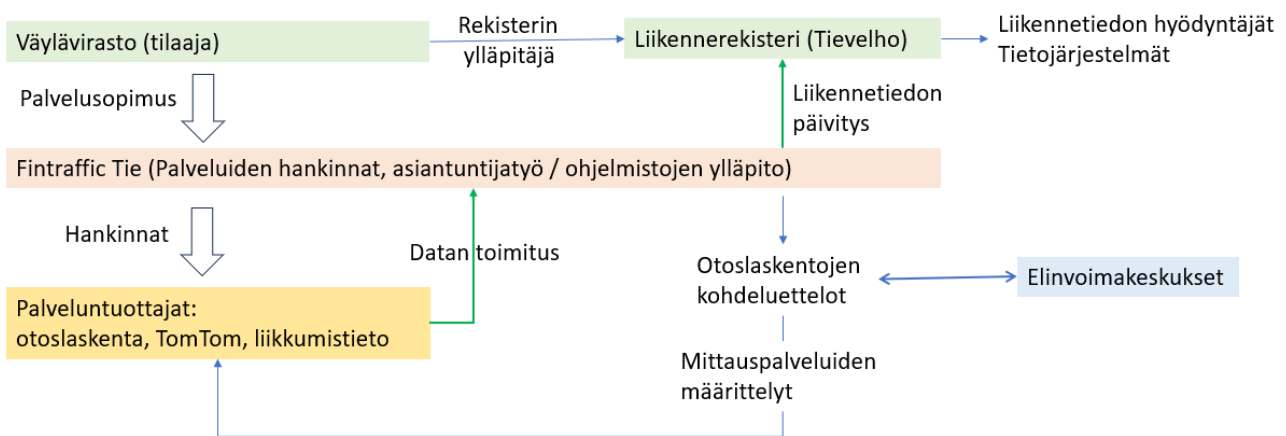 Väylävirasto (tilaaja)
Rekisterin
ylläpitäjä
Liikennerekisteri (Tievelho)
Liikennetiedon hyödyntäjät
Tietojärjestelmät
Palvelusopimus
Liikennetiedon
päivitys
Fintraffic Tie (Palveluiden hankinnat, asiantuntijatyö / ohjelmistojen ylläpito)
Hankinnat
Datan toimitus
Otoslaskentojen
kohdeluettelot
Elinvoimakeskukset
Palveluntuottajat:
otoslaskenta, TomTom, liikkumistieto
Mittauspalveluiden
määrittelyt